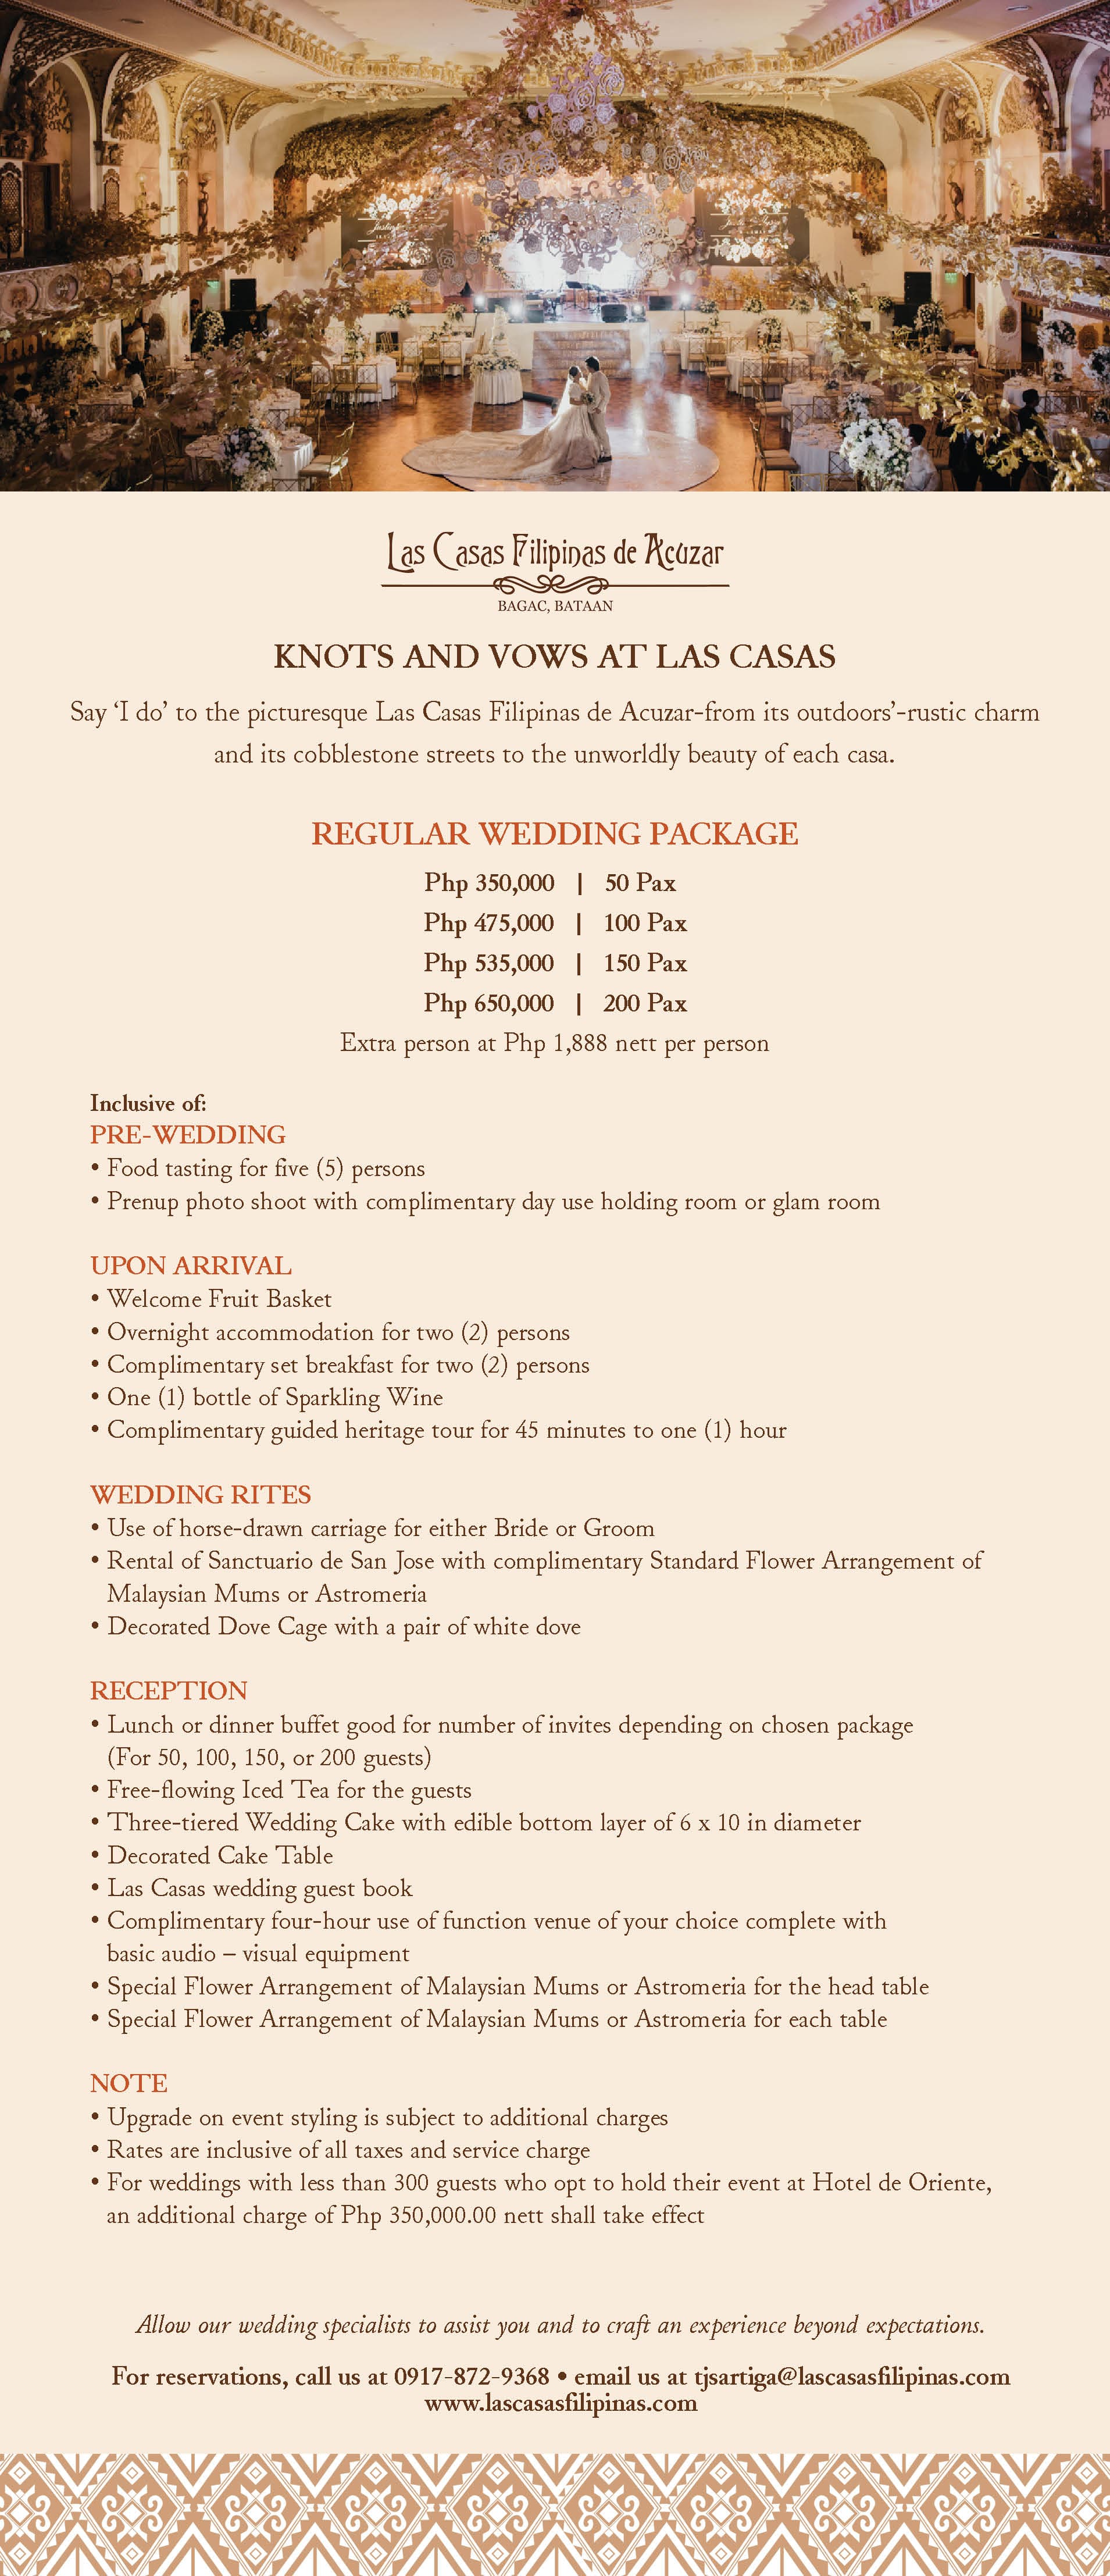 Las Casas Filipinas de Acuzar
BAGAC, BATAAN
KNOTS AND VOWS AT LAS CASAS
Say ‘I do’ to the picturesque Las Casas Filipinas de Acuzar-from its outdoors’-rustic charm
and its cobblestone streets to the unworldly beauty of each casa.
REGULAR WEDDING PACKAGE
Php 350,000 | 50 Pax
Php 475,000 | 100 Pax
Php 535,000 | 150 Pax
Php 650,000 | 200 Pax
Extra person at Php 1,888 nett per person
Inclusive of:
PRE-WEDDING
• Food tasting for five (5) persons
• Prenup photo shoot with complimentary day use holding room or glam room
UPON ARRIVAL
• Welcome Fruit Basket
• Overnight accommodation for two (2) persons
• Complimentary set breakfast for two (2) persons
• One (1) bottle of Sparkling Wine
• Complimentary guided heritage tour for 45 minutes to one (1) hour
WEDDING RITES
• Use of horse-drawn carriage for either Bride or Groom
• Rental of Sanctuario de San Jose with complimentary Standard Flower Arrangement of
Malaysian Mums or Astromeria
• Decorated Dove Cage with a pair of white dove
RECEPTION
• Lunch or dinner buffet good for number of invites depending on chosen package
(For 50, 100, 150, or 200 guests)
• Free-flowing Iced Tea for the guests
• Three-tiered Wedding Cake with edible bottom layer of 6 x 10 in diameter
• Decorated Cake Table
• Las Casas wedding guest book
• Complimentary four-hour use of function venue of your choice complete with
basic audio – visual equipment
• Special Flower Arrangement of Malaysian Mums or Astromeria for the head table
• Special Flower Arrangement of Malaysian Mums or Astromeria for each table
NOTE
• Upgrade on event styling is subject to additional charges
• Rates are inclusive of all taxes and service charge
• For weddings with less than 300 guests who opt to hold their event at Hotel de Oriente,
an additional charge of Php 350,000.00 nett shall take effect
Allow our wedding specialists to assist you and to craft an experience beyond expectations.
For reservations, call us at 0917-872-9368 • email us at tjsartiga@lascasasfilipinas.com
www.lascasasfilipinas.com